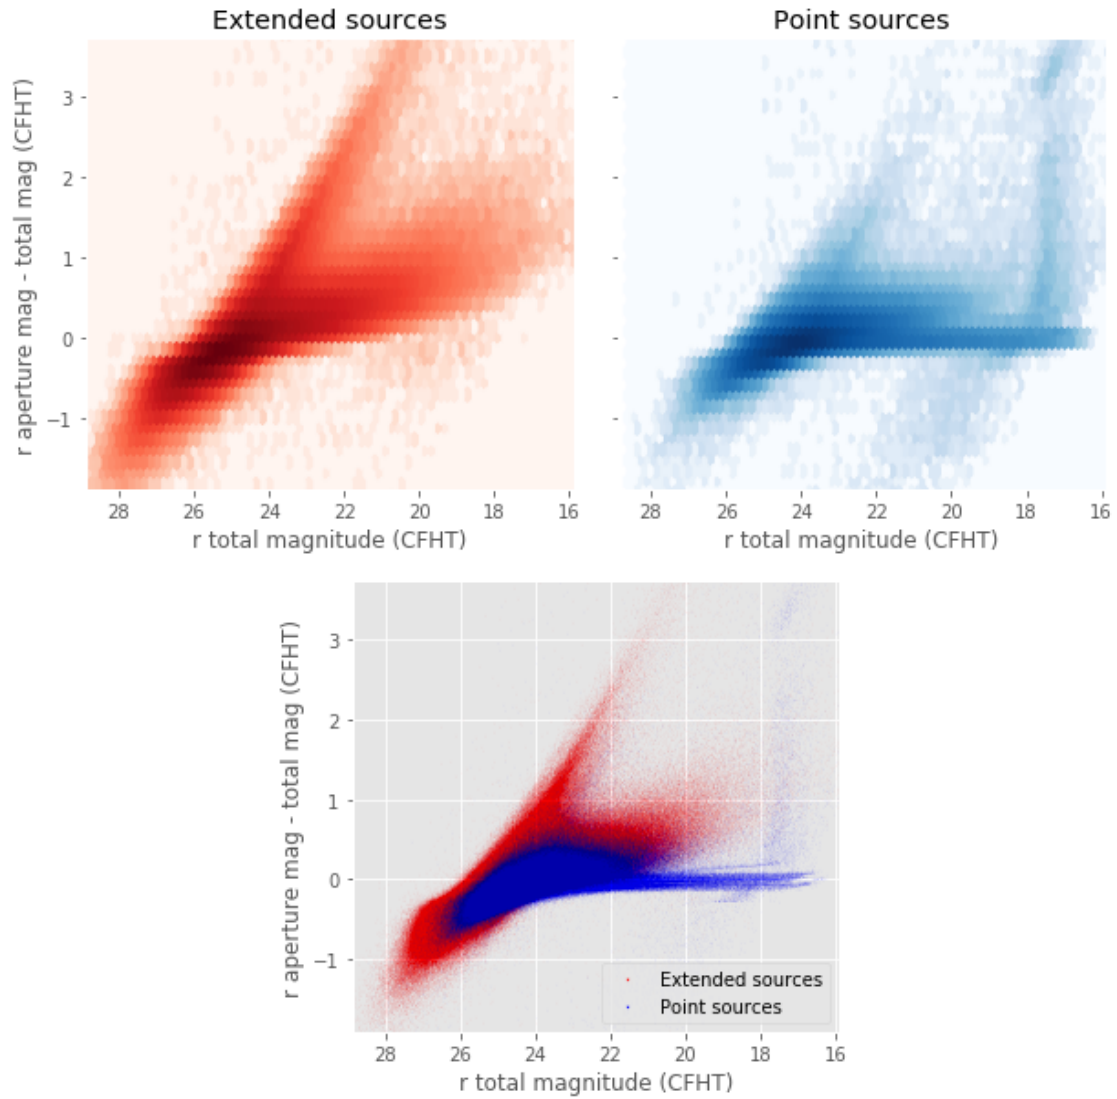 Extended sources
Point sources
r aperture mag - total mag (CFHT)
3
2
1
0
−1
28 26 24 22 20 18 16
28 26 24 22 20 18 16
r total magnitude (CFHT)
r total magnitude (CFHT)
r aperture mag - total mag (CFHT)
3
2
1
0
−1
Extended sources
Point sources
28 26 24 22 20 18 16
r total magnitude (CFHT)